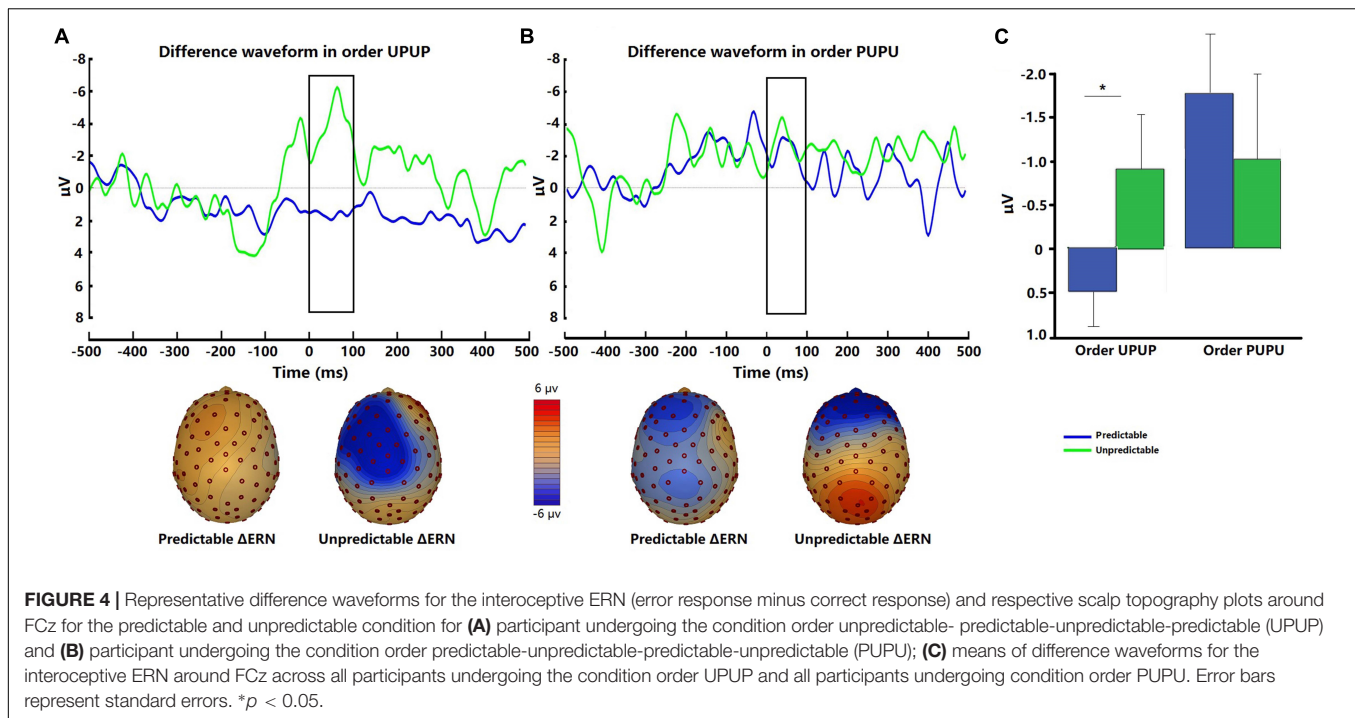 A
Difference waveform in order UPUP
-8
-6
-4
-2
0
2
4
6
8
µV
-500 -400 -300 -200 -100 0 100 200 300 400 500
Time (ms)
B
Difference waveform in order PUPU
-8
-6
-4
-2
0
2
4
6
8
µV
-500 -400 -300 -200 -100 0 100 200 300 400 500
Time (ms)
C
-2.0
-1.5
-1.0
-0.5
0
0.5
1.0
µV
*
Order UPUP Order PUPU
Predictable
Unpredictable
6 µv
-6 µv
Predictable ΔERN Unpredictable ΔERN
Predictable ΔERN Unpredictable ΔERN
FIGURE 4 | Representative difference waveforms for the interoceptive ERN (error response minus correct response) and respective scalp topography plots around
FCz for the predictable and unpredictable condition for (A) participant undergoing the condition order unpredictable- predictable-unpredictable-predictable (UPUP)
and (B) participant undergoing the condition order predictable-unpredictable-predictable-unpredictable (PUPU); (C) means of difference waveforms for the
interoceptive ERN around FCz across all participants undergoing the condition order UPUP and all participants undergoing condition order PUPU. Error bars
represent standard errors. *p < 0.05.